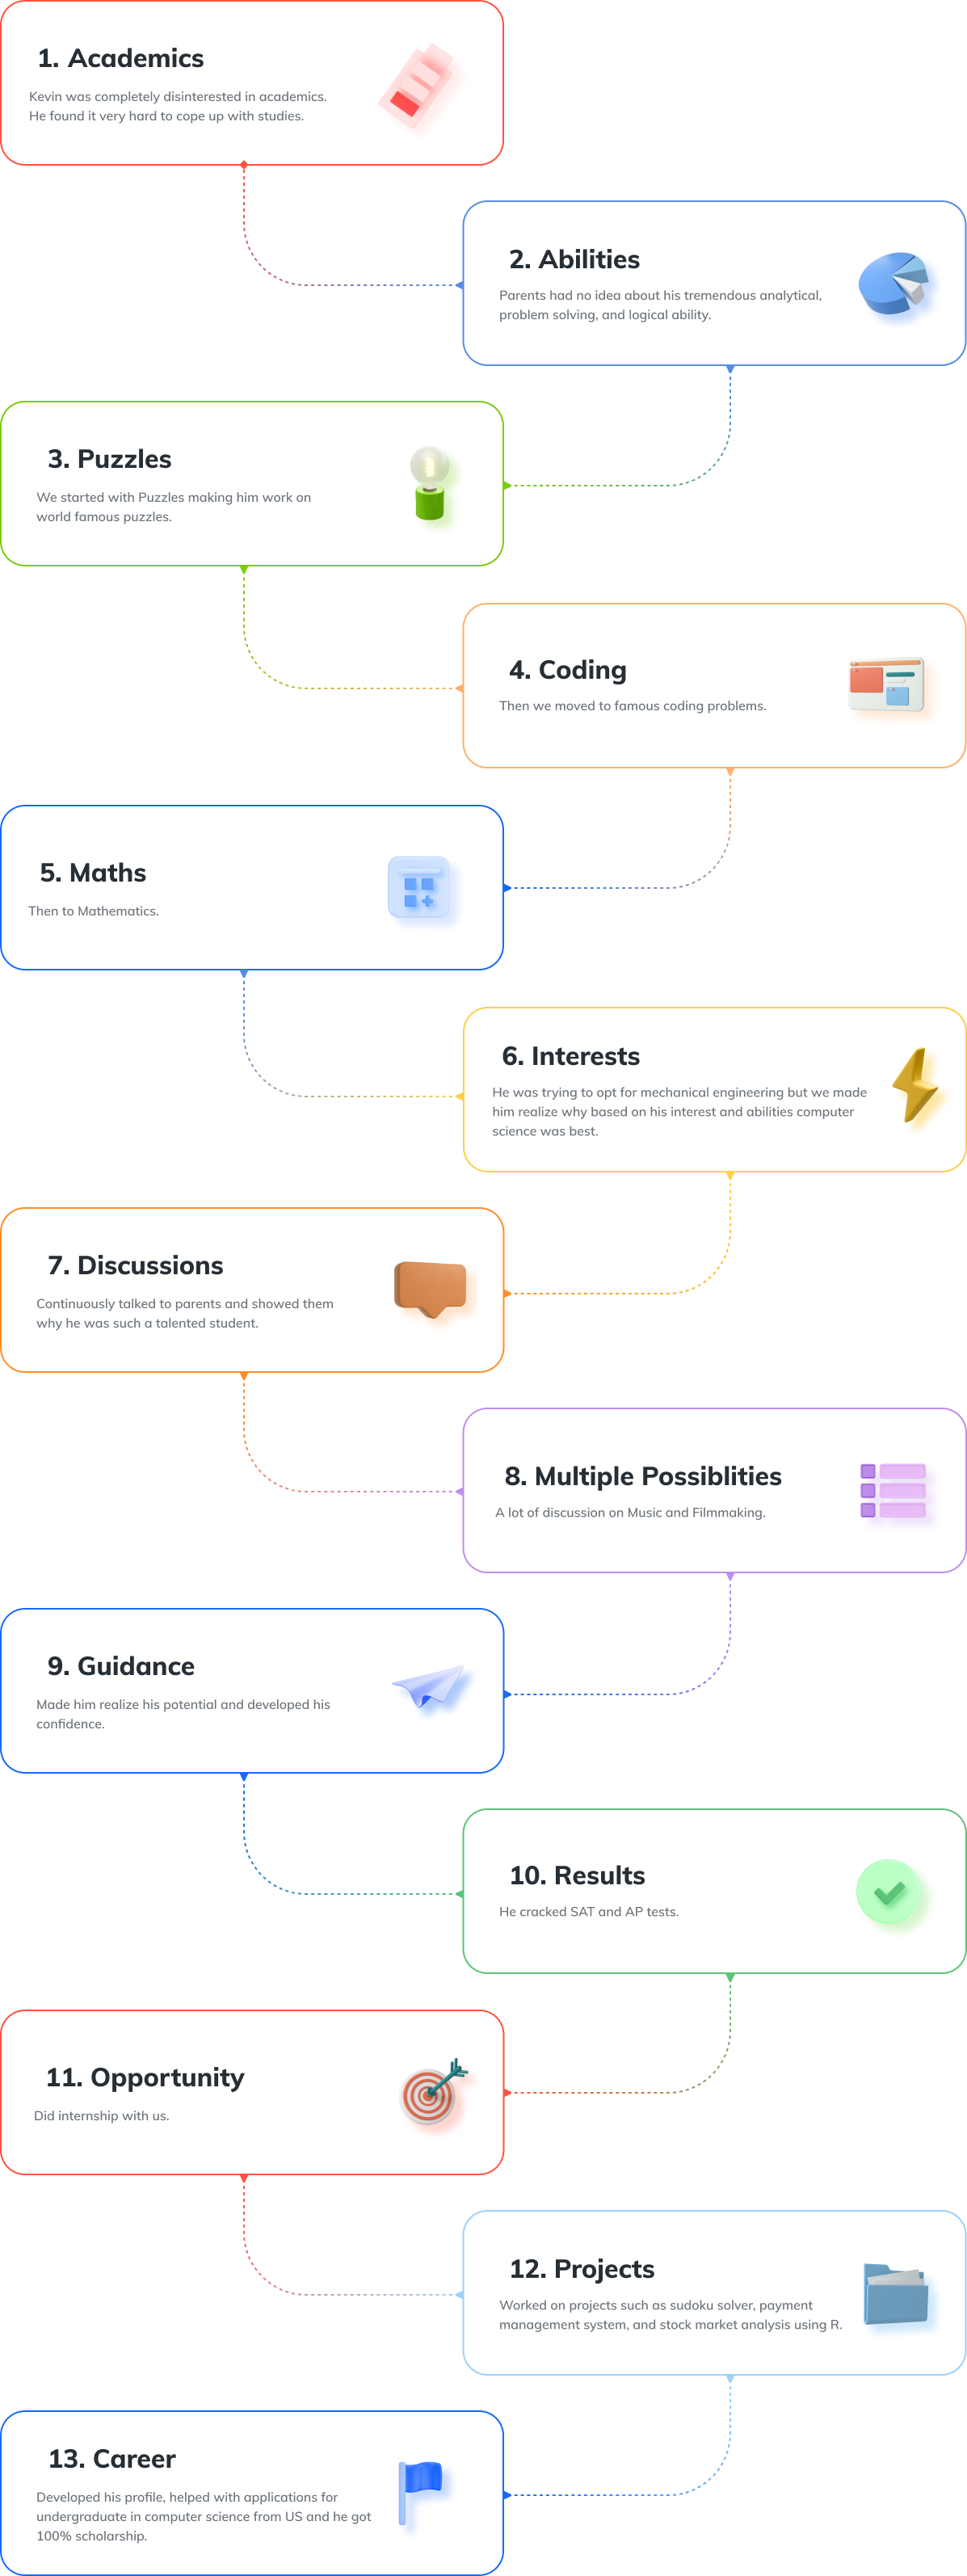 1. Academics
Kevin was completely disinterested in academics.
He found it very hard to cope up with studies.
2. Abilities
Parents had no idea about his tremendous analytical,
problem solving, and logical ability.
3. Puzzles
We started with Puzzles making him work on
world famous puzzles.
4. Coding
Then we moved to famous coding problems.
5. Maths
Then to Mathematics.
6. Interests
He was trying to opt for mechanical engineering but we made
him realize why based on his interest and abilities computer
science was best.
7. Discussions
Continuously talked to parents and showed them
why he was such a talented student.
8. Multiple Possiblities
A lot of discussion on Music and Filmmaking.
9. Guidance
Made him realize his potential and developed his
confidence.
10. Results
He cracked SAT and AP tests.
11. Opportunity
Did internship with us.
12. Projects
Worked on projects such as sudoku solver, payment
management system, and stock market analysis using R.
13. Career
Developed his profile, helped with applications for
undergraduate in computer science from US and he got
100% scholarship.